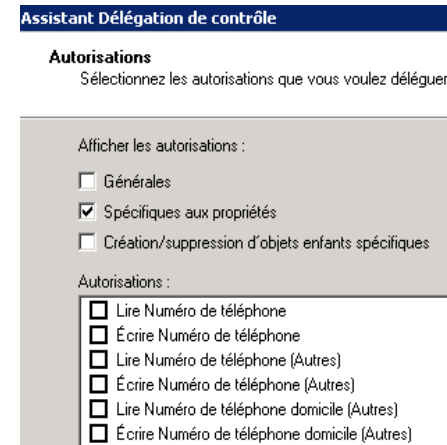 Assistant Délégation de contrôle
Autorisations
Sélectionnez les autorisations que vous voulez déléguer
Afficher les autorisations :
Générales
Spécifiques aux propriétés
Création/suppression d'objets enfants spécifiques
Autorisations :
Lire Numéro de téléphone
Écrire Numéro de téléphone
Lire Numéro de téléphone (Autres)
Écrire Numéro de téléphone (Autres)
Lire Numéro de téléphone domicile (Autres)
Écrire Numéro de téléphone domicile (Autres)